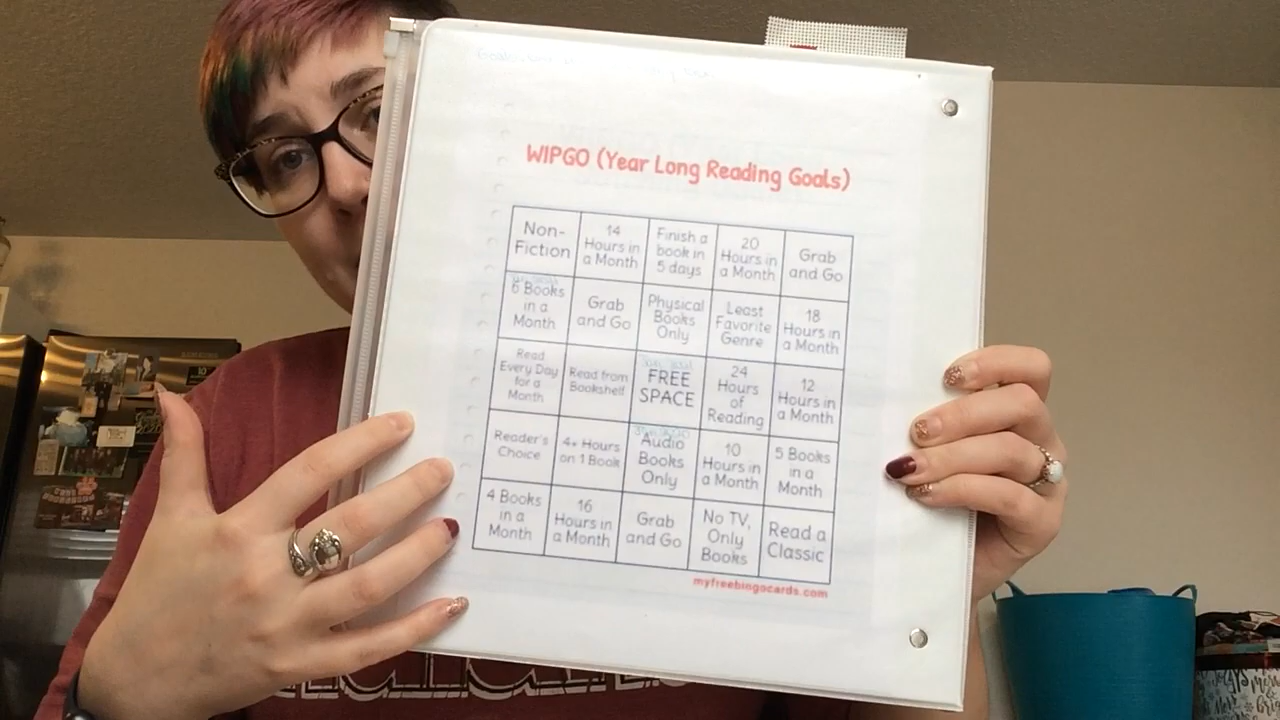 WIPGO (Year Long Reading Goals)
Non-
Fiction
14
Hours in
a Month
Finish a
book in
5 days
20
Hours in
a Month
Grab
and Go
6 Books
in a
Month
Grab
and Go
Physical
Books
Only
Least
Favorite
Genre
18
Hours in
a Month
Read
Every Day
for a
Month
Read from
Bookshelf
FREE
SPACE
24
Hours
of
Reading
12
Hours in
a Month
Reader's
Choice
4+ Hours
on 1 Book
Audio
Books
Only
10
Hours in
a Month
5 Books
in a
Month
4 Books
in a
Month
16
Hours in
a Month
Grab
and Go
No TV,
Only
Books
Read a
Classic
myfreebingocards.com
SAMSUNG